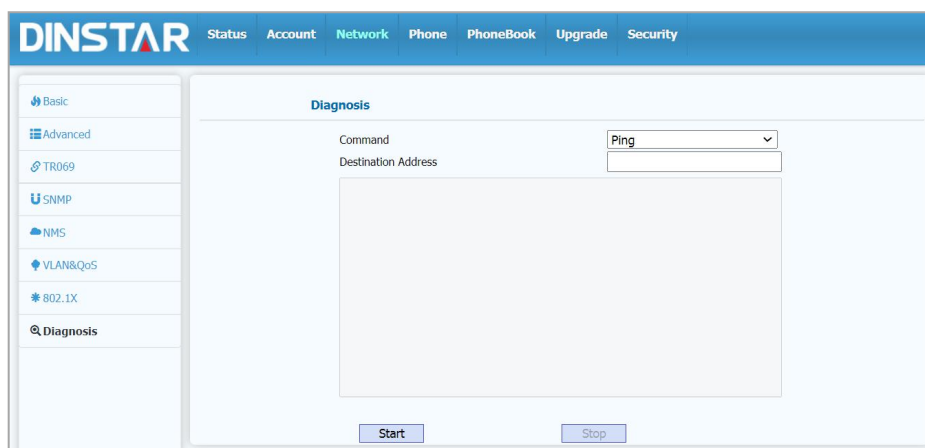 DINSTAR
Status Account Network Phone PhoneBook Upgrade Security
Basic
Advanced
TR069
SNMP
NMS
VLAN&QoS
802.1X
Diagnosis
Diagnosis
Command Ping
Destination Address
Start Stop